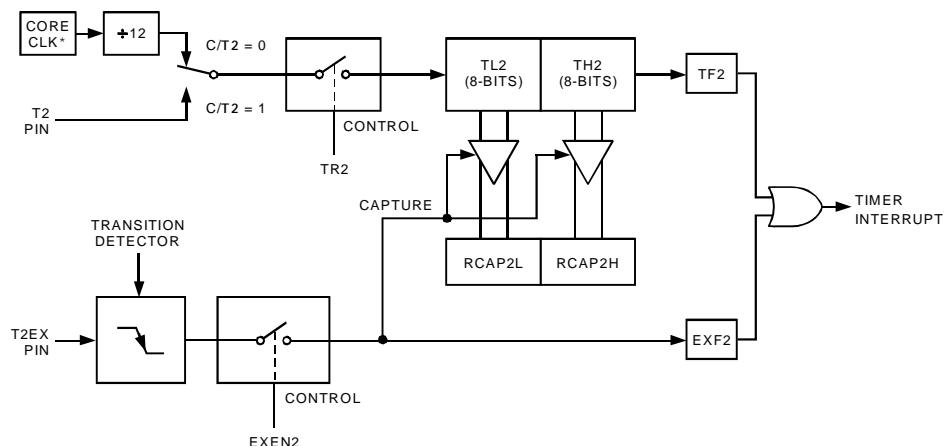 CORE
CLK*
÷12
C/T2 = 0
C/T2 = 1
T2
PIN
CONTROL
TR2
TL2
(8-BITS)
TH2
(8-BITS)
TF2
CAPTURE
TIMER
INTERRUPT
TRANSITION
DETECTOR
RCAP2L
RCAP2H
T2EX
PIN
EXF2
CONTROL
EXEN2